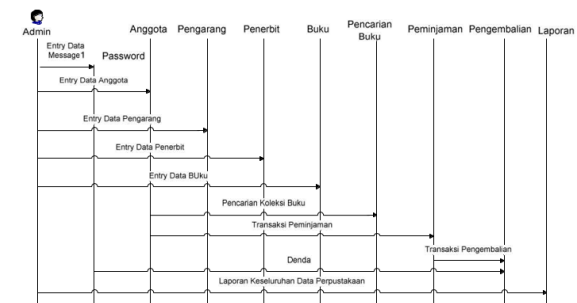 Admin
Anggota
Pengarang
Penerbit
Buku
Pencarian
Buku
Peminjaman
Pengembalian
Laporan
Entry Data
Message1
Password
Entry Data Anggota
Entry Data Pengarang
Entry Data Penerbit
Entry Data BUku
Pencarian Koleksi Buku
Transaksi Peminjaman
Transaksi Pengembalian
Denda
Laporan Keseluruhan Data Perpustakaan